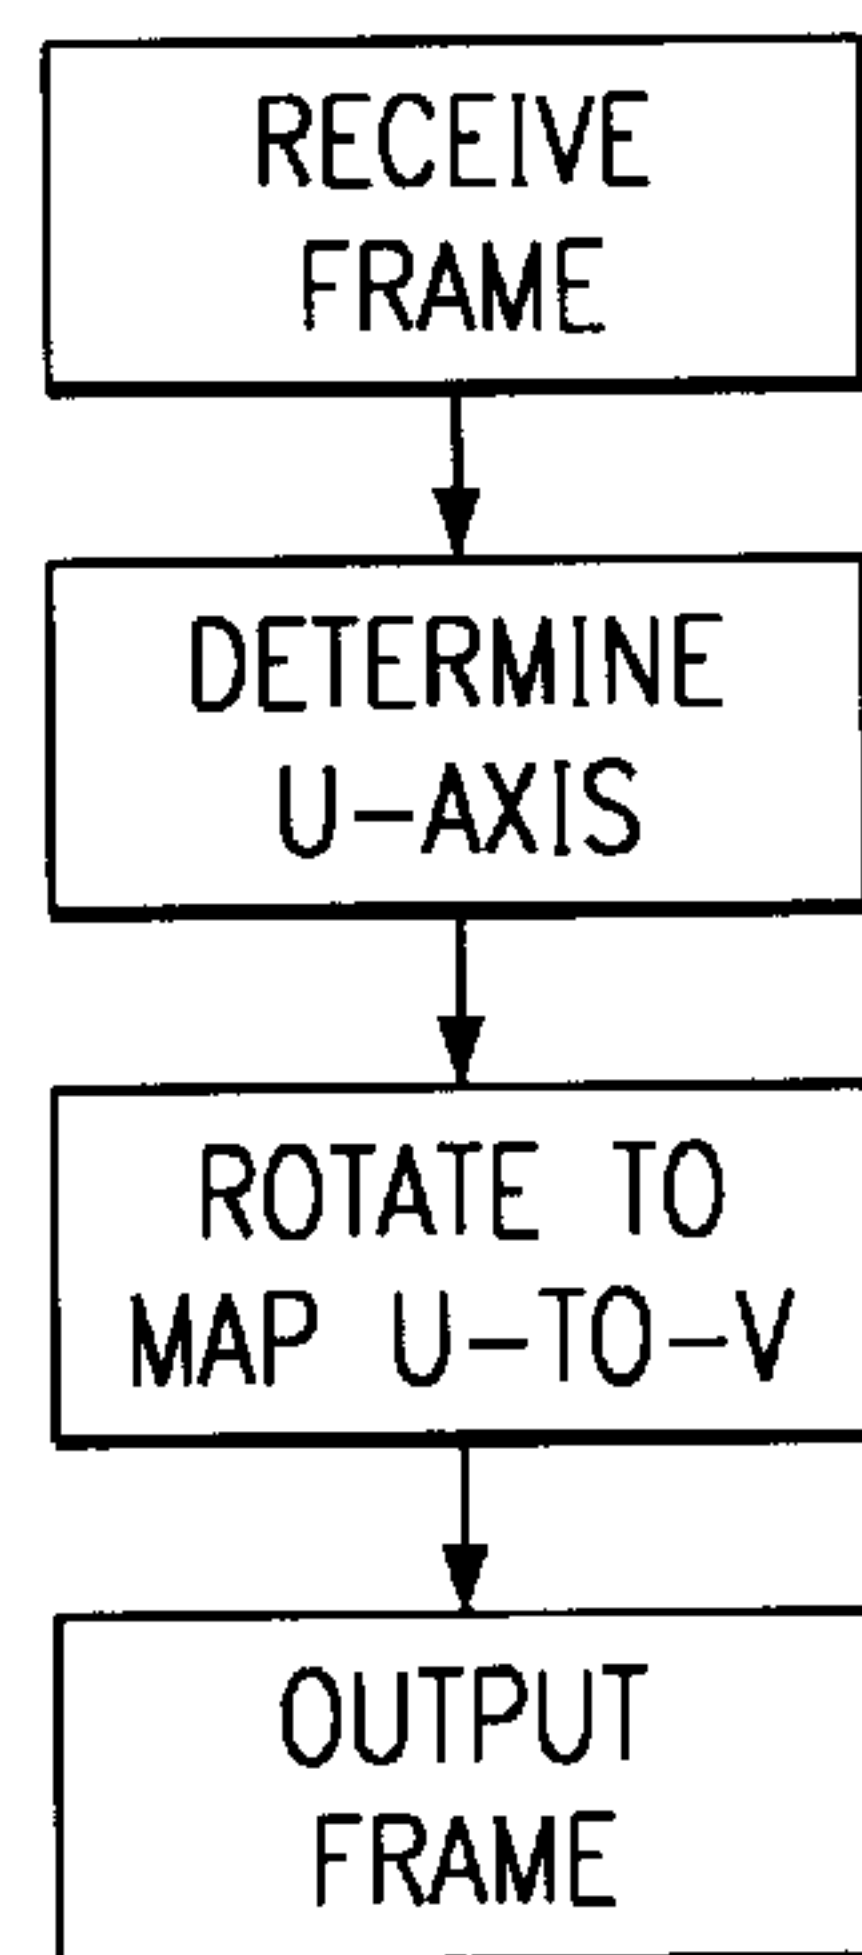 RECEIVE
FRAME
DETERMINE
U-AXIS
ROTATE TO
MAP U-TO-V
OUTPUT
FRAME